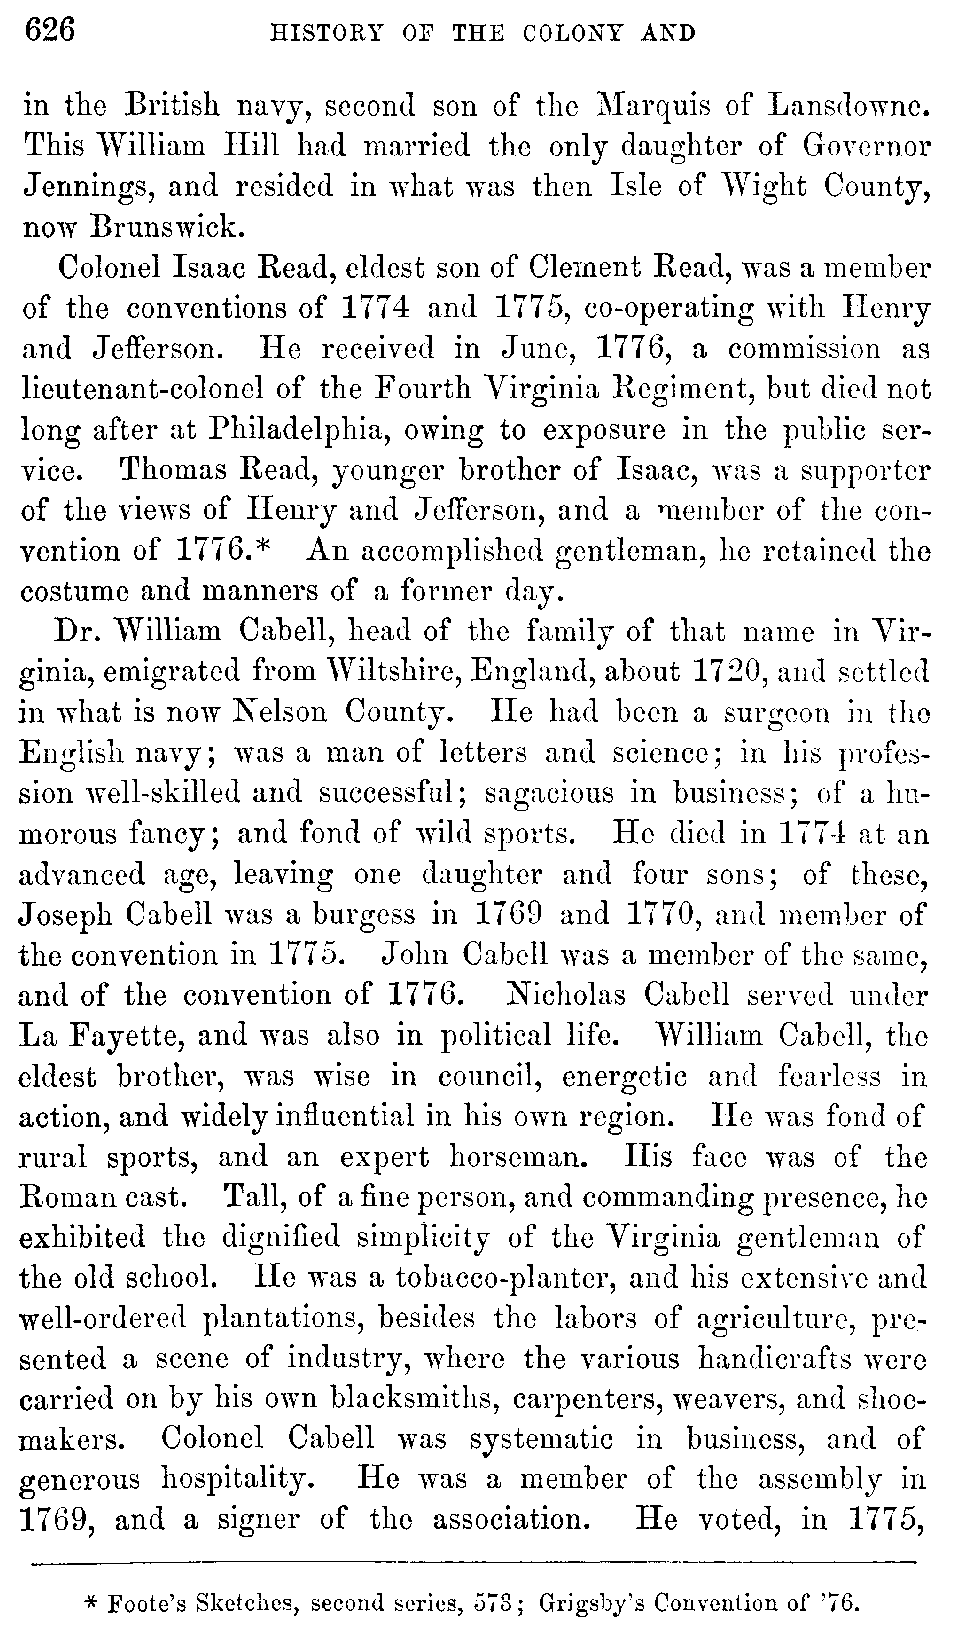 626 HISTORY OF THE COLONY AND
in the British navy, second son of the Marquis of Lansdowne.
This William Hill had married the only daughter of Governor
Jennings, and resided in what was then Isle of Wight County,
now Brunswick.
Colonel Isaac Read, eldest son of Clement Read, was a member
of the conventions of 1774 and 1775, co-operating with Henry
and Jefferson. He received in June, 1776, a commission as
lieutenant-colonel of the Fourth Virginia Regiment, but died not
long after at Philadelphia, owing to exposure in the public ser-
vice. Thomas Read, younger brother of Isaac, was a supporter
of the views of Henry and Jefferson, and a member of the con-
vention of 1776.* An accomplished gentleman, he retained the
costume and manners of a former day.
Dr. William Cabell, head of the family of that name in Vir-
ginia, emigrated from Wiltshire, England, about 1720, and settled
in what is now Nelson County. He had been a surgeon in the
English navy; was a man of letters and science; in his profes-
sion well-skilled and successful; sagacious in business; of a hu-
morous fancy; and fond of wild sports. He died in 1774 at an
advanced age, leaving one daughter and four sons; of these,
Joseph Cabell was a burgess in 1769 and 1770, and member of
the convention in 1775. John Cabell was a member of the same,
and of the convention of 1776. Nicholas Cabell served under
La Fayette, and was also in political life. William Cabell, the
eldest brother, was wise in council, energetic and fearless in
action, and widely influential in his own region. He was fond of
rural sports, and an expert horseman. His face was of the
Roman cast. Tall, of a fine person, and commanding presence, he
exhibited the dignified simplicity of the Virginia gentleman of
the old school. He was a tobacco-planter, and his extensive and
well-ordered plantations, besides the labors of agriculture, pre-
sented a scene of industry, where the various handicrafts were
carried on by his own blacksmiths, carpenters, weavers, and shoe-
makers. Colonel Cabell was systematic in business, and of
generous hospitality. He was a member of the assembly in
1769, and a signer of the association. He voted, in 1775,
* Foote's Sketches, second series, 573; Grigsby's Convention of '76.